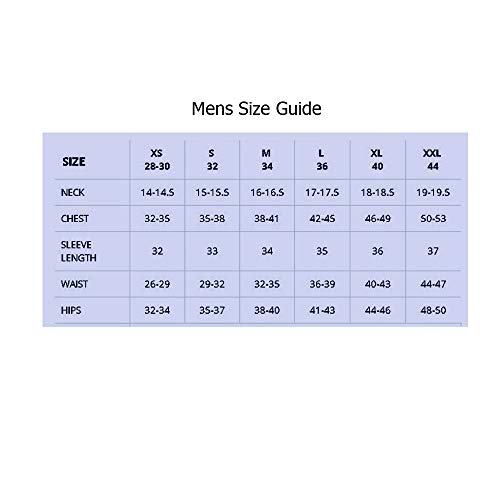 Mens Size Guide
SIZE XS 28-30 S 32 M 34 L 36 XL 40 XXL 44
NECK 14-14.5 15-15.5 16-16.5 17-17.5 18-18.5 19-19.5
CHEST 32-35 35-38 38-41 42-45 46-49 50-53
SLEEVE LENGTH 32 33 34 35 36 37
WAIST 26-29 29-32 32-35 36-39 40-43 44-47
HIPS 32-34 35-37 38-40 41-43 44-46 48-50